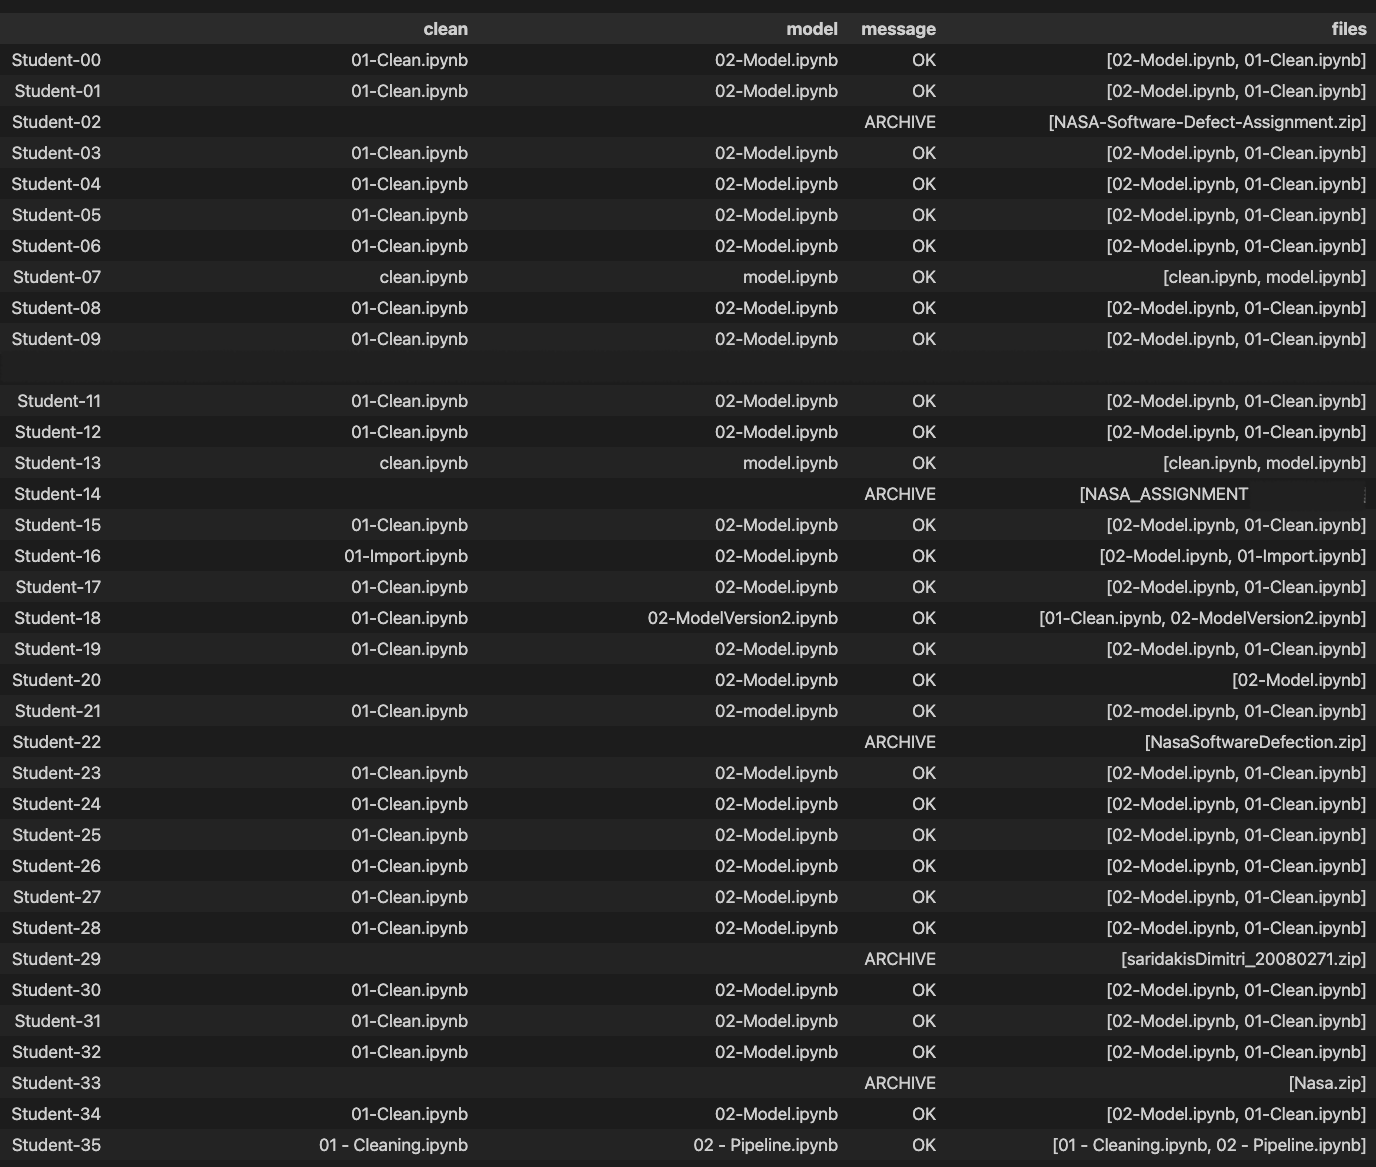 clean model message files
Student-00 01-Clean.ipynb 02-Model.ipynb OK [02-Model.ipynb, 01-Clean.ipynb]
Student-01 01-Clean.ipynb 02-Model.ipynb OK [02-Model.ipynb, 01-Clean.ipynb]
Student-02 ARCHIVE [NASA-Software-Defect-Assignment.zip]
Student-03 01-Clean.ipynb 02-Model.ipynb OK [02-Model.ipynb, 01-Clean.ipynb]
Student-04 01-Clean.ipynb 02-Model.ipynb OK [02-Model.ipynb, 01-Clean.ipynb]
Student-05 01-Clean.ipynb 02-Model.ipynb OK [02-Model.ipynb, 01-Clean.ipynb]
Student-06 01-Clean.ipynb 02-Model.ipynb OK [02-Model.ipynb, 01-Clean.ipynb]
Student-07 clean.ipynb model.ipynb OK [clean.ipynb, model.ipynb]
Student-08 01-Clean.ipynb 02-Model.ipynb OK [02-Model.ipynb, 01-Clean.ipynb]
Student-09 01-Clean.ipynb 02-Model.ipynb OK [02-Model.ipynb, 01-Clean.ipynb]
Student-11 01-Clean.ipynb 02-Model.ipynb OK [02-Model.ipynb, 01-Clean.ipynb]
Student-12 01-Clean.ipynb 02-Model.ipynb OK [02-Model.ipynb, 01-Clean.ipynb]
Student-13 clean.ipynb model.ipynb OK [clean.ipynb, model.ipynb]
Student-14 ARCHIVE [NASA_ASSIGNMENT
Student-15 01-Clean.ipynb 02-Model.ipynb OK [02-Model.ipynb, 01-Clean.ipynb]
Student-16 01-Import.ipynb 02-Model.ipynb OK [02-Model.ipynb, 01-Import.ipynb]
Student-17 01-Clean.ipynb 02-Model.ipynb OK [02-Model.ipynb, 01-Clean.ipynb]
Student-18 01-Clean.ipynb 02-ModelVersion2.ipynb OK [01-Clean.ipynb, 02-ModelVersion2.ipynb]
Student-19 01-Clean.ipynb 02-Model.ipynb OK [02-Model.ipynb, 01-Clean.ipynb]
Student-20 02-Model.ipynb OK [02-Model.ipynb]
Student-21 01-Clean.ipynb 02-model.ipynb OK [02-model.ipynb, 01-Clean.ipynb]
Student-22 ARCHIVE [NasaSoftwareDefection.zip]
Student-23 01-Clean.ipynb 02-Model.ipynb OK [02-Model.ipynb, 01-Clean.ipynb]
Student-24 01-Clean.ipynb 02-Model.ipynb OK [02-Model.ipynb, 01-Clean.ipynb]
Student-25 01-Clean.ipynb 02-Model.ipynb OK [02-Model.ipynb, 01-Clean.ipynb]
Student-26 01-Clean.ipynb 02-Model.ipynb OK [02-Model.ipynb, 01-Clean.ipynb]
Student-27 01-Clean.ipynb 02-Model.ipynb OK [02-Model.ipynb, 01-Clean.ipynb]
Student-28 01-Clean.ipynb 02-Model.ipynb OK [02-Model.ipynb, 01-Clean.ipynb]
Student-29 ARCHIVE [saridakisDimitri_20080271.zip]
Student-30 01-Clean.ipynb 02-Model.ipynb OK [02-Model.ipynb, 01-Clean.ipynb]
Student-31 01-Clean.ipynb 02-Model.ipynb OK [02-Model.ipynb, 01-Clean.ipynb]
Student-32 01-Clean.ipynb 02-Model.ipynb OK [02-Model.ipynb, 01-Clean.ipynb]
Student-33 ARCHIVE [Nasa.zip]
Student-34 01-Clean.ipynb 02-Model.ipynb OK [02-Model.ipynb, 01-Clean.ipynb]
Student-35 01 - Cleaning.ipynb 02 - Pipeline.ipynb OK [01 - Cleaning.ipynb, 02 - Pipeline.ipynb]